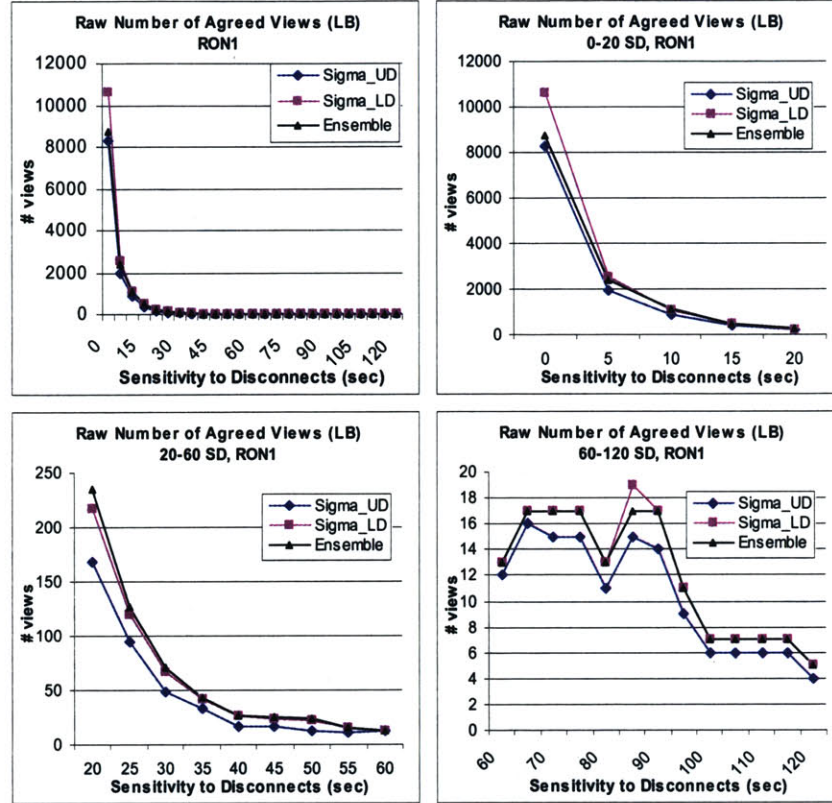 Raw Number of Agreed Views (LB)
RON1
12000
10000
8000
6000
4000
2000
0
# views
Sigma_UD
Sigma_LD
Ensemble
0 15 30 45 60 75 90 105 120
Sensitivity to Disconnects (sec)
Raw Number of Agreed Views (LB)
0-20 SD, RON1
12000
10000
8000
6000
4000
2000
0
# views
Sigma_UD
Sigma_LD
Ensemble
0 5 10 15 20
Sensitivity to Disconnects (sec)
Raw Number of Agreed Views (LB)
20-60 SD, RON1
250
200
150
100
50
0
# views
Sigma_UD
Sigma_LD
Ensemble
20 25 30 35 40 45 50 55 60
Sensitivity to Disconnects (sec)
Raw Number of Agreed Views (LB)
60-120 SD, RON1
20
18
16
14
12
10
8
6
4
2
0
# views
Sigma_UD
Sigma_LD
Ensemble
60 70 80 90 100 110 120
Sensitivity to Disconnects (sec)